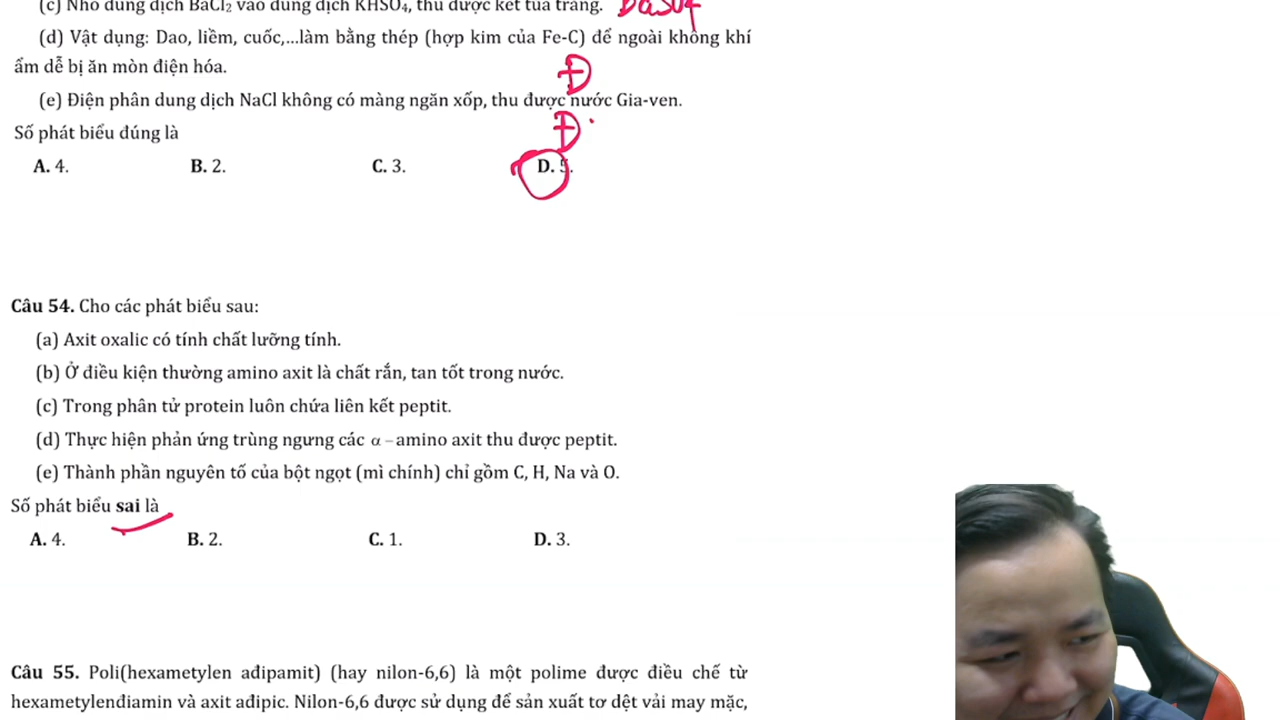 (c) Nhỏ dung dịch BaCl₂ vào dung dịch KHSO₄, thu được kết tủa trắng. BaSO4
(d) Vật dụng: Dao, liềm, cuốc,...làm bằng thép (hợp kim của Fe-C) để ngoài không khí
ẩm dễ bị ăn mòn điện hóa.
Đ
(e) Điện phân dung dịch NaCl không có màng ngăn xốp, thu được nước Gia-ven.
Số phát biểu đúng là
Đ
A. 4. B. 2. C. 3. D. 5.
Câu 54. Cho các phát biểu sau:
(a) Axit oxalic có tính chất lưỡng tính.
(b) Ở điều kiện thường amino axit là chất rắn, tan tốt trong nước.
(c) Trong phân tử protein luôn chứa liên kết peptit.
(d) Thực hiện phản ứng trùng ngưng các α – amino axit thu được peptit.
(e) Thành phần nguyên tố của bột ngọt (mì chính) chỉ gồm C, H, Na và O.
Số phát biểu sai là
A. 4. B. 2. C. 1. D. 3.
Câu 55. Poli(hexametylen ađipamit) (hay nilon-6,6) là một polime được điều chế từ
hexametylenđiamin và axit ađipic. Nilon-6,6 được sử dụng để sản xuất tơ dệt vải may mặc,